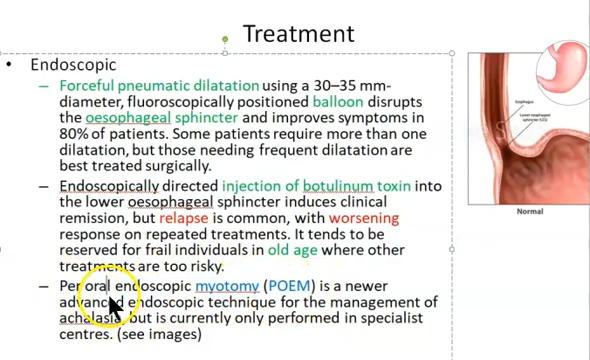 Treatment
• Endoscopic
– Forceful pneumatic dilatation using a 30–35 mm-
diameter, fluoroscopically positioned balloon disrupts
the oesophageal sphincter and improves symptoms in
80% of patients. Some patients require more than one
dilatation, but those needing frequent dilatation are
best treated surgically.
– Endoscopically directed injection of botulinum toxin into
the lower oesophageal sphincter induces clinical
remission, but relapse is common, with worsening
response on repeated treatments. It tends to be
reserved for frail individuals in old age where other
treatments are too risky.
– Per oral endoscopic myotomy (POEM) is a newer
advanced endoscopic technique for the management of
achalasia, but is currently only performed in specialist
centres. (see images)
Esophagus
Lower esophageal
sphincter (LES)
Normal